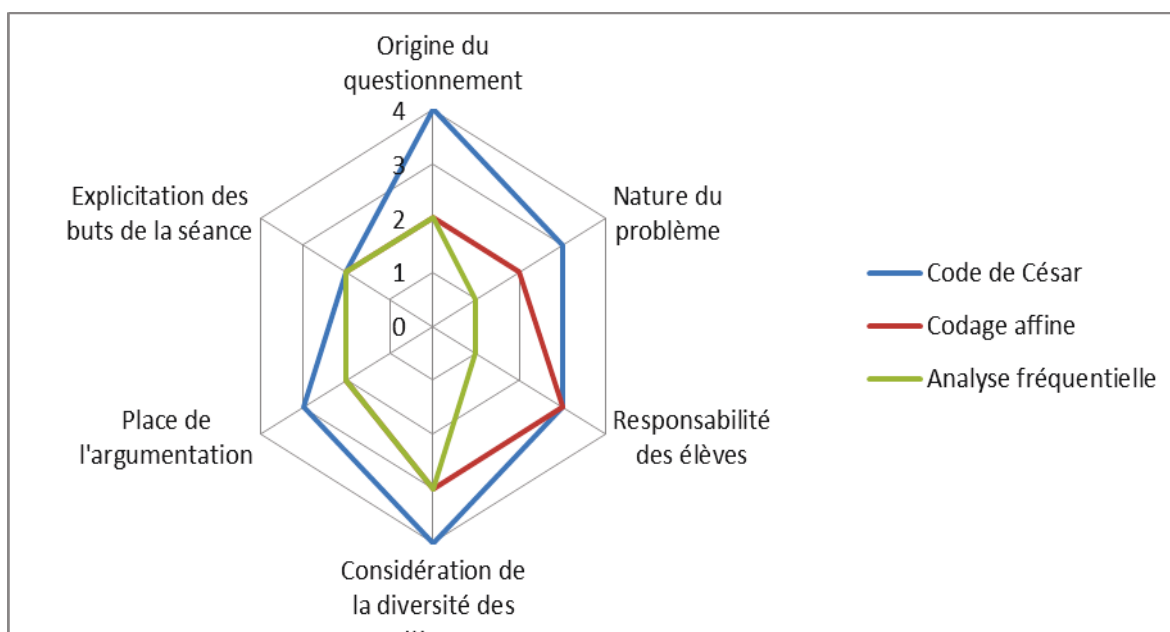 Origine du
questionnement
4
3
2
1
0
Nature du
problème
Responsabilité
des élèves
Considération de
la diversité des
Place de
l'argumentation
Explicitation des
buts de la séance
Code de César
Codage affine
Analyse fréquentielle